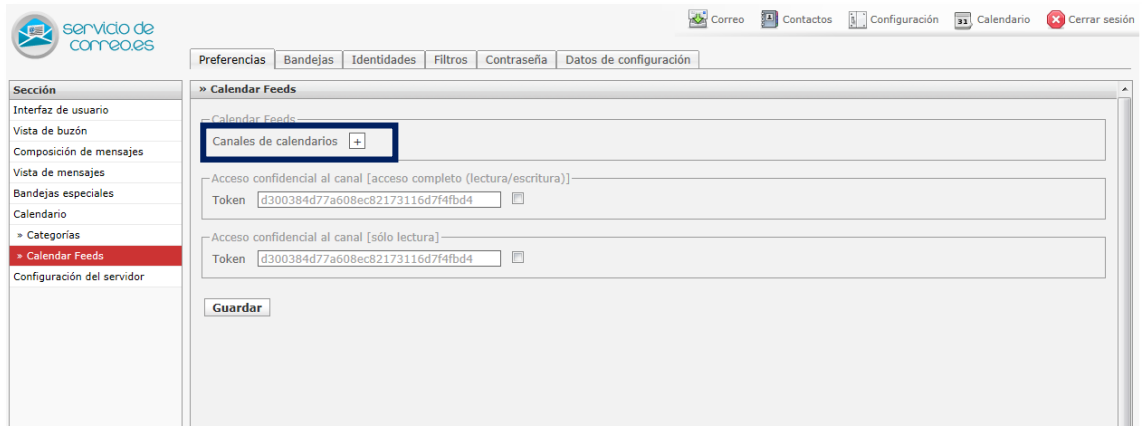 servicio de
correo.es
Correo Contactos Configuración 31 Calendario Cerrar sesión
Preferencias Bandejas Identidades Filtros Contraseña Datos de configuración
Sección
Interfaz de usuario
Vista de buzón
Composición de mensajes
Vista de mensajes
Bandejas especiales
Calendario
» Categorías
» Calendar Feeds
Configuración del servidor
» Calendar Feeds
Calendar Feeds
Canales de calendarios +
Acceso confidencial al canal [acceso completo (lectura/escritura)]
Token d300384d77a608ec82173116d7f4fbd4
Acceso confidencial al canal [sólo lectura]
Token d300384d77a608ec82173116d7f4fbd4
Guardar